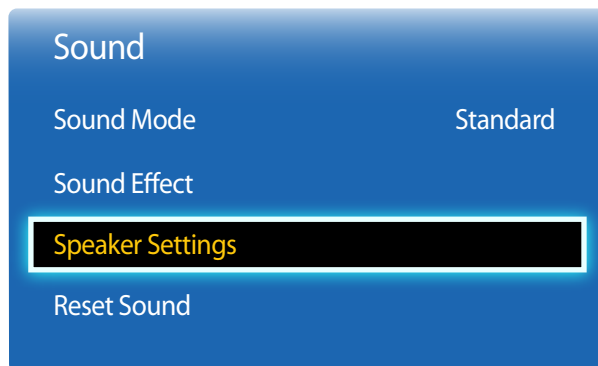 Sound
Sound Mode Standard
Sound Effect
Speaker Settings
Reset Sound